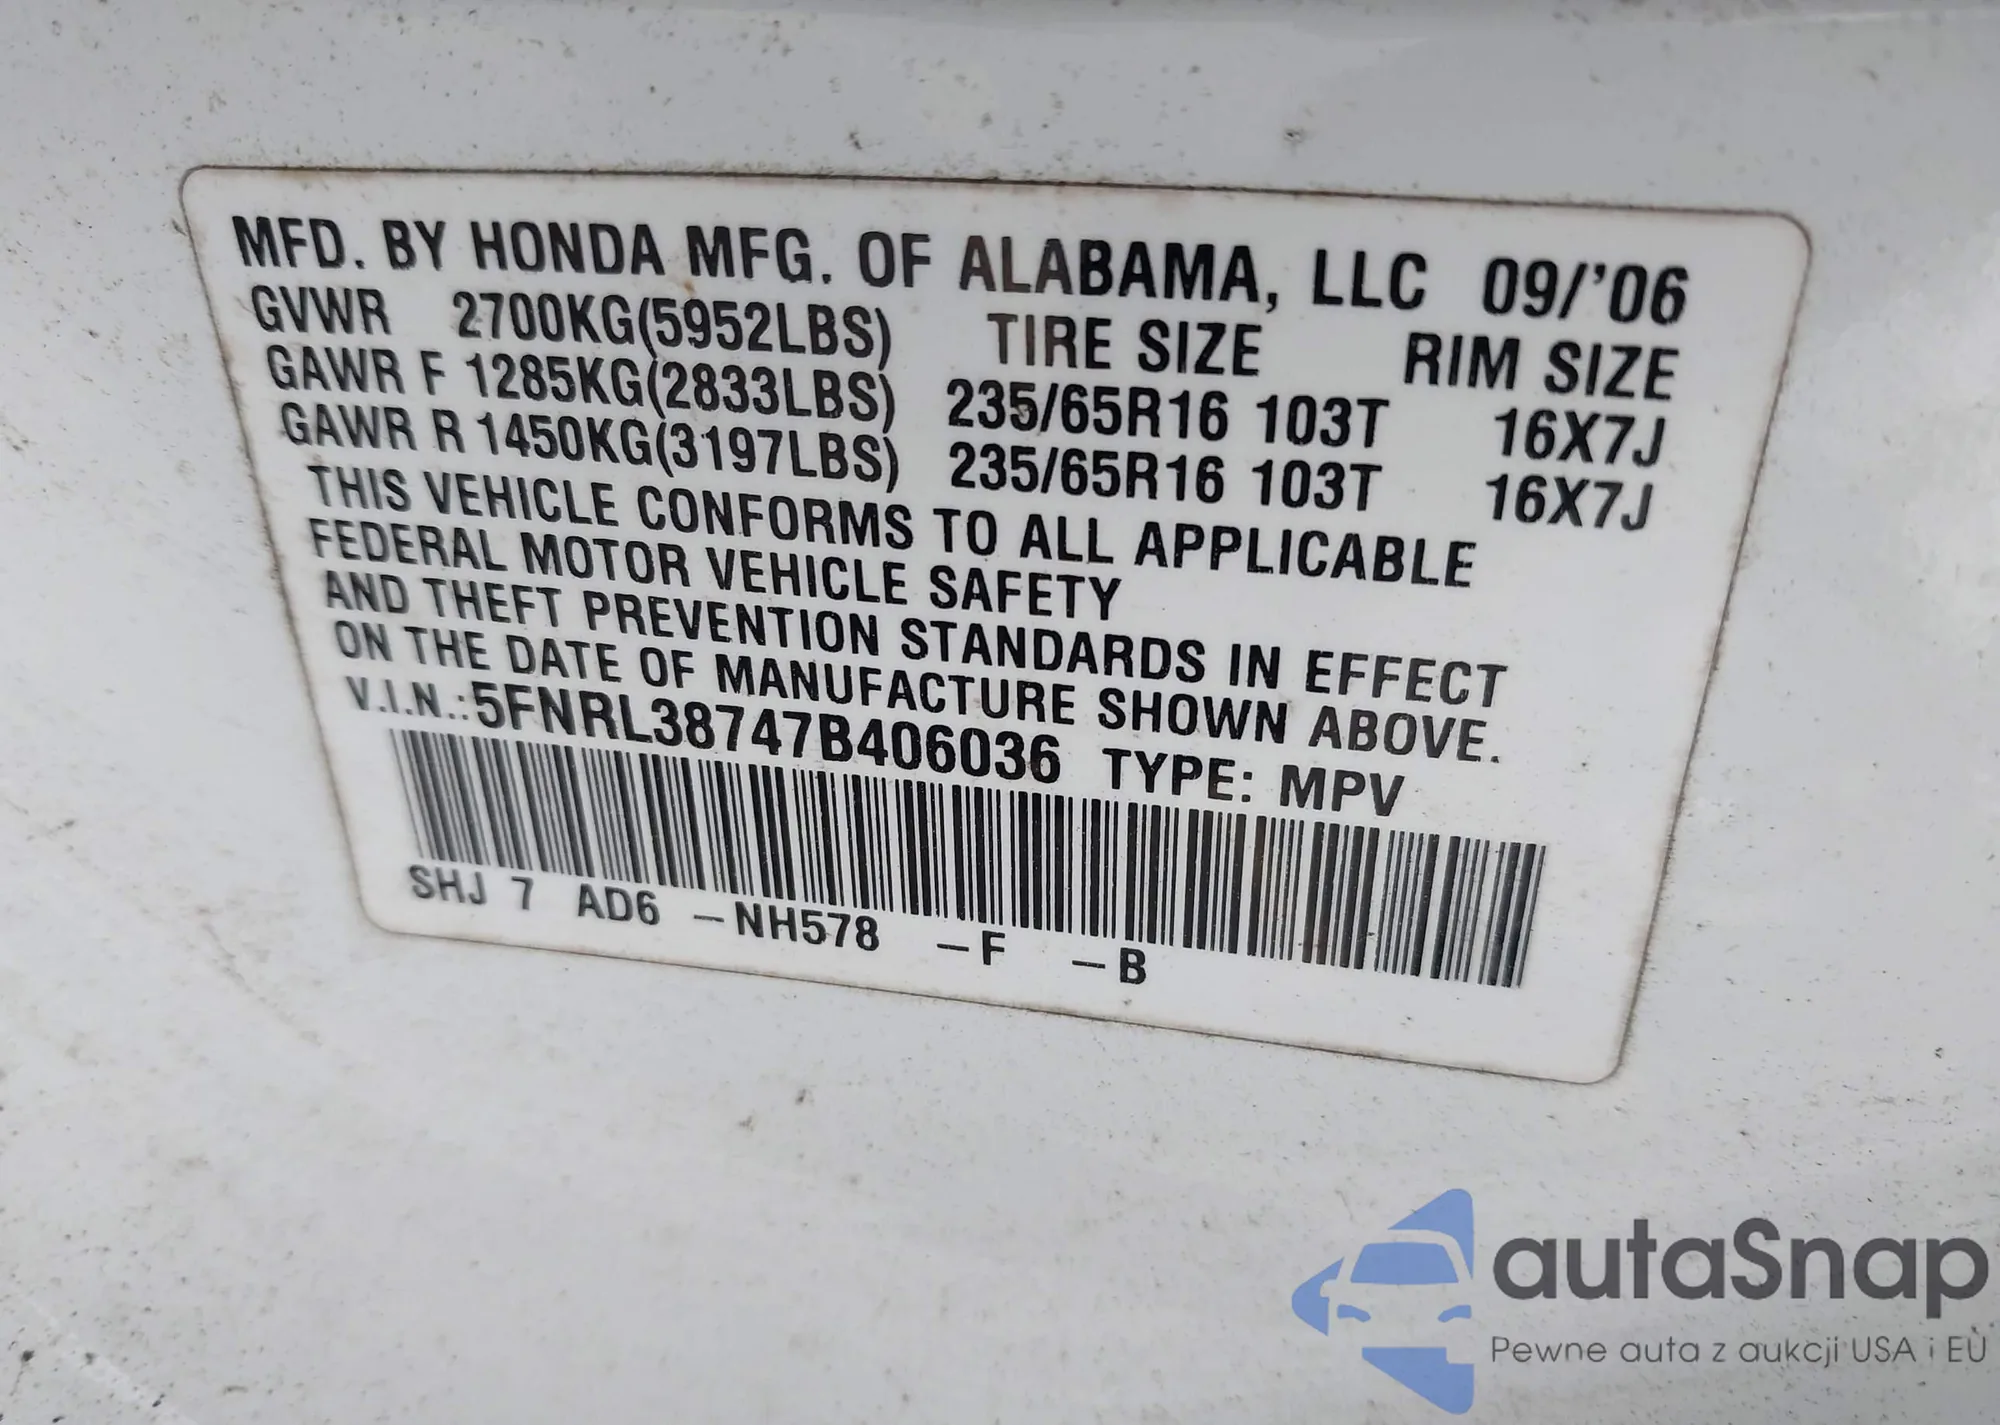 MFD. BY HONDA MFG. OF ALABAMA, LLC 09/'06
GVWR 2700KG(5952LBS) TIRE SIZE RIM SIZE
GAWR F 1285KG(2833LBS) 235/65R16 103T 16X7J
GAWR R 1450KG(3197LBS) 235/65R16 103T 16X7J
THIS VEHICLE CONFORMS TO ALL APPLICABLE
FEDERAL MOTOR VEHICLE SAFETY
AND THEFT PREVENTION STANDARDS IN EFFECT
ON THE DATE OF MANUFACTURE SHOWN ABOVE.
V.I.N.:5FNRL38747B406036 TYPE: MPV
SHJ 7 AD6 –NH578 –F –B
autaSnap
Pewne auta z aukcji USA i EU